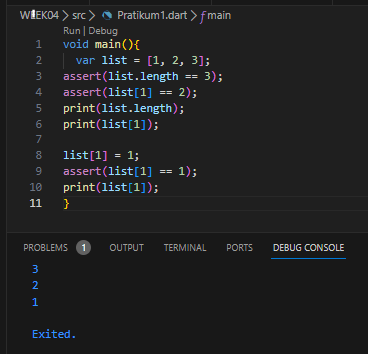 WEEK04 > src > Pratikum1.dart > main
Run | Debug
1 void main(){
2 var list = [1, 2, 3];
3 assert(list.length == 3);
4 assert(list[1] == 2);
5 print(list.length);
6 print(list[1]);
7
8 list[1] = 1;
9 assert(list[1] == 1);
10 print(list[1]);
11 }
PROBLEMS 1 OUTPUT TERMINAL PORTS DEBUG CONSOLE
3
2
1
Exited.